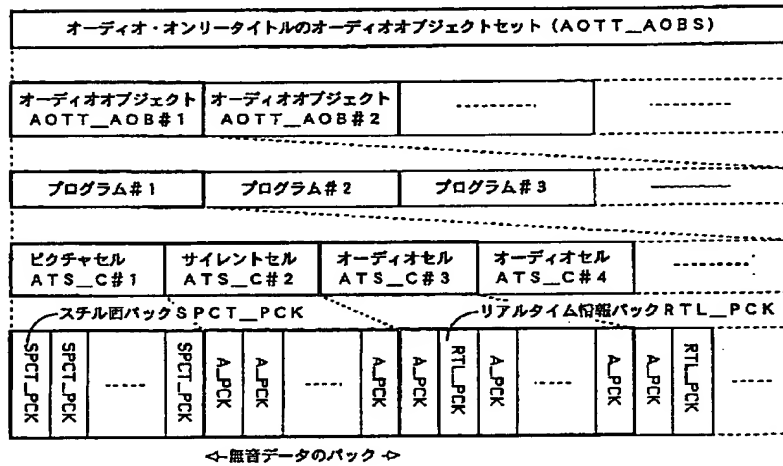 オーディオ・オンリータイトルのオーディオオブジェクトセット（AOTT_AOBS）
オーディオオブジェクト オーディオオブジェクト
AOTT_AOB#1 AOTT_AOB#2
プログラム#1 プログラム#2 プログラム#3
ピクチャセル サイレントセル オーディオセル オーディオセル
ATS_C#1 ATS_C#2 ATS_C#3 ATS_C#4
スチル画パックSPCT_PCK リアルタイム情報パックRTL_PCK
SPCT_PCK SPCT_PCK SPCT_PCK A_PCK A_PCK A_PCK A_PCK RTL_PCK A_PCK A_PCK A_PCK RTL_PCK
無音データのパック